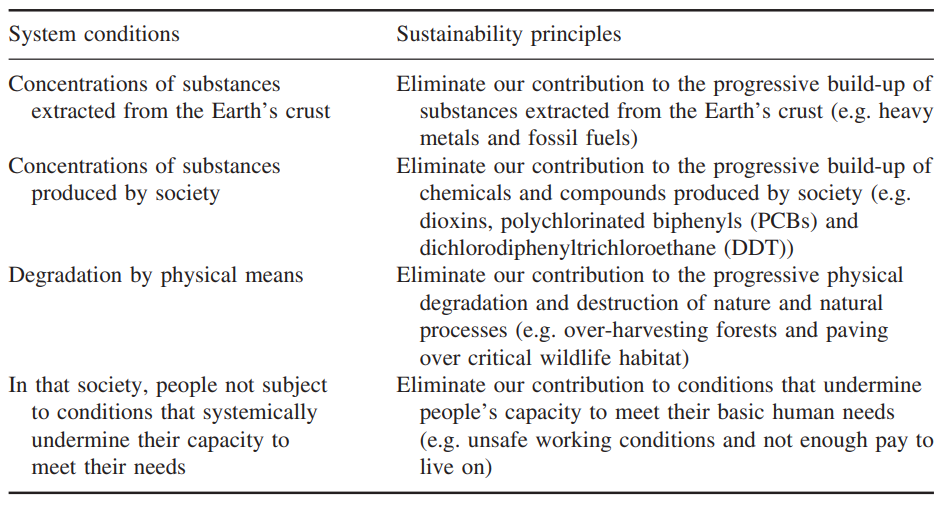 System conditions Sustainability principles
Concentrations of substances extracted from the Earth's crust
Eliminate our contribution to the progressive build-up of
substances extracted from the Earth's crust (e.g. heavy
metals and fossil fuels)
Concentrations of substances
produced by society
Eliminate our contribution to the progressive build-up of
chemicals and compounds produced by society (e.g.
dioxins, polychlorinated biphenyls (PCBs) and
dichlorodiphenyltrichloroethane (DDT))
Degradation by physical means
Eliminate our contribution to the progressive physical
degradation and destruction of nature and natural
processes (e.g. over-harvesting forests and paving
over critical wildlife habitat)
In that society, people not subject
to conditions that systemically
undermine their capacity to
meet their needs
Eliminate our contribution to conditions that undermine
people's capacity to meet their basic human needs
(e.g. unsafe working conditions and not enough pay to
live on)